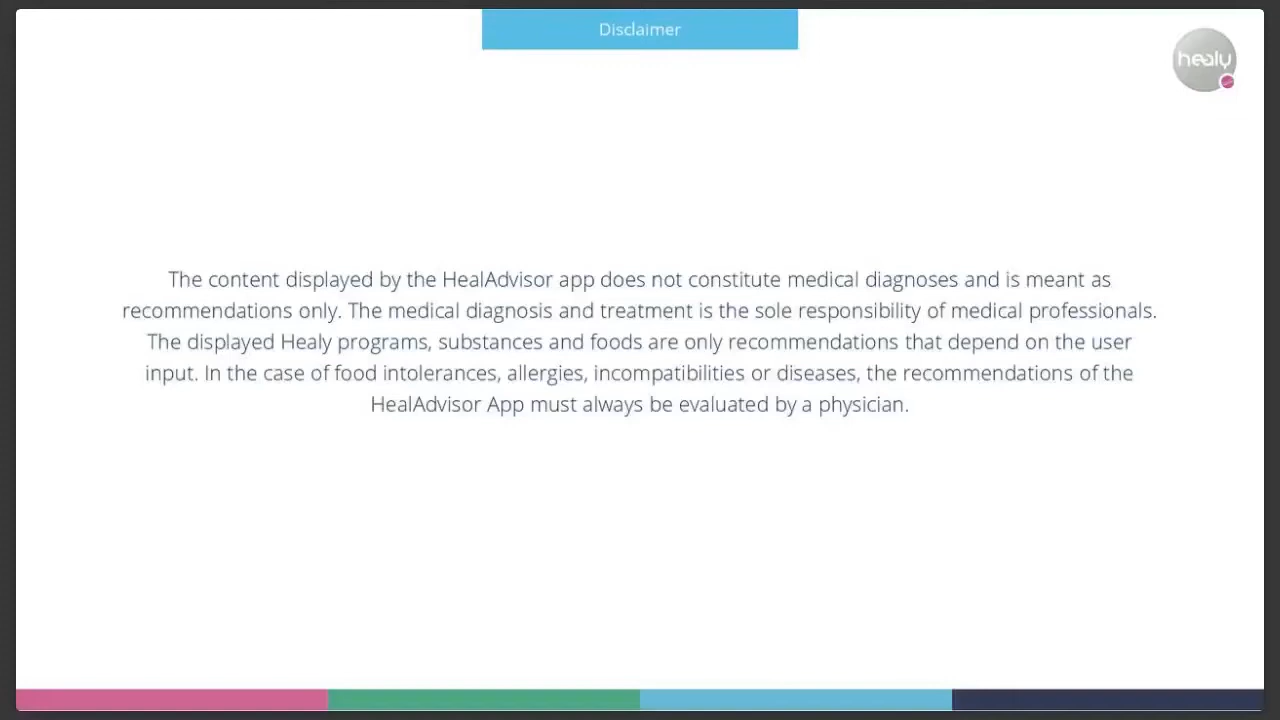 Disclaimer
healy
The content displayed by the HealAdvisor app does not constitute medical diagnoses and is meant as
recommendations only. The medical diagnosis and treatment is the sole responsibility of medical professionals.
The displayed Healy programs, substances and foods are only recommendations that depend on the user
input. In the case of food intolerances, allergies, incompatibilities or diseases, the recommendations of the
HealAdvisor App must always be evaluated by a physician.